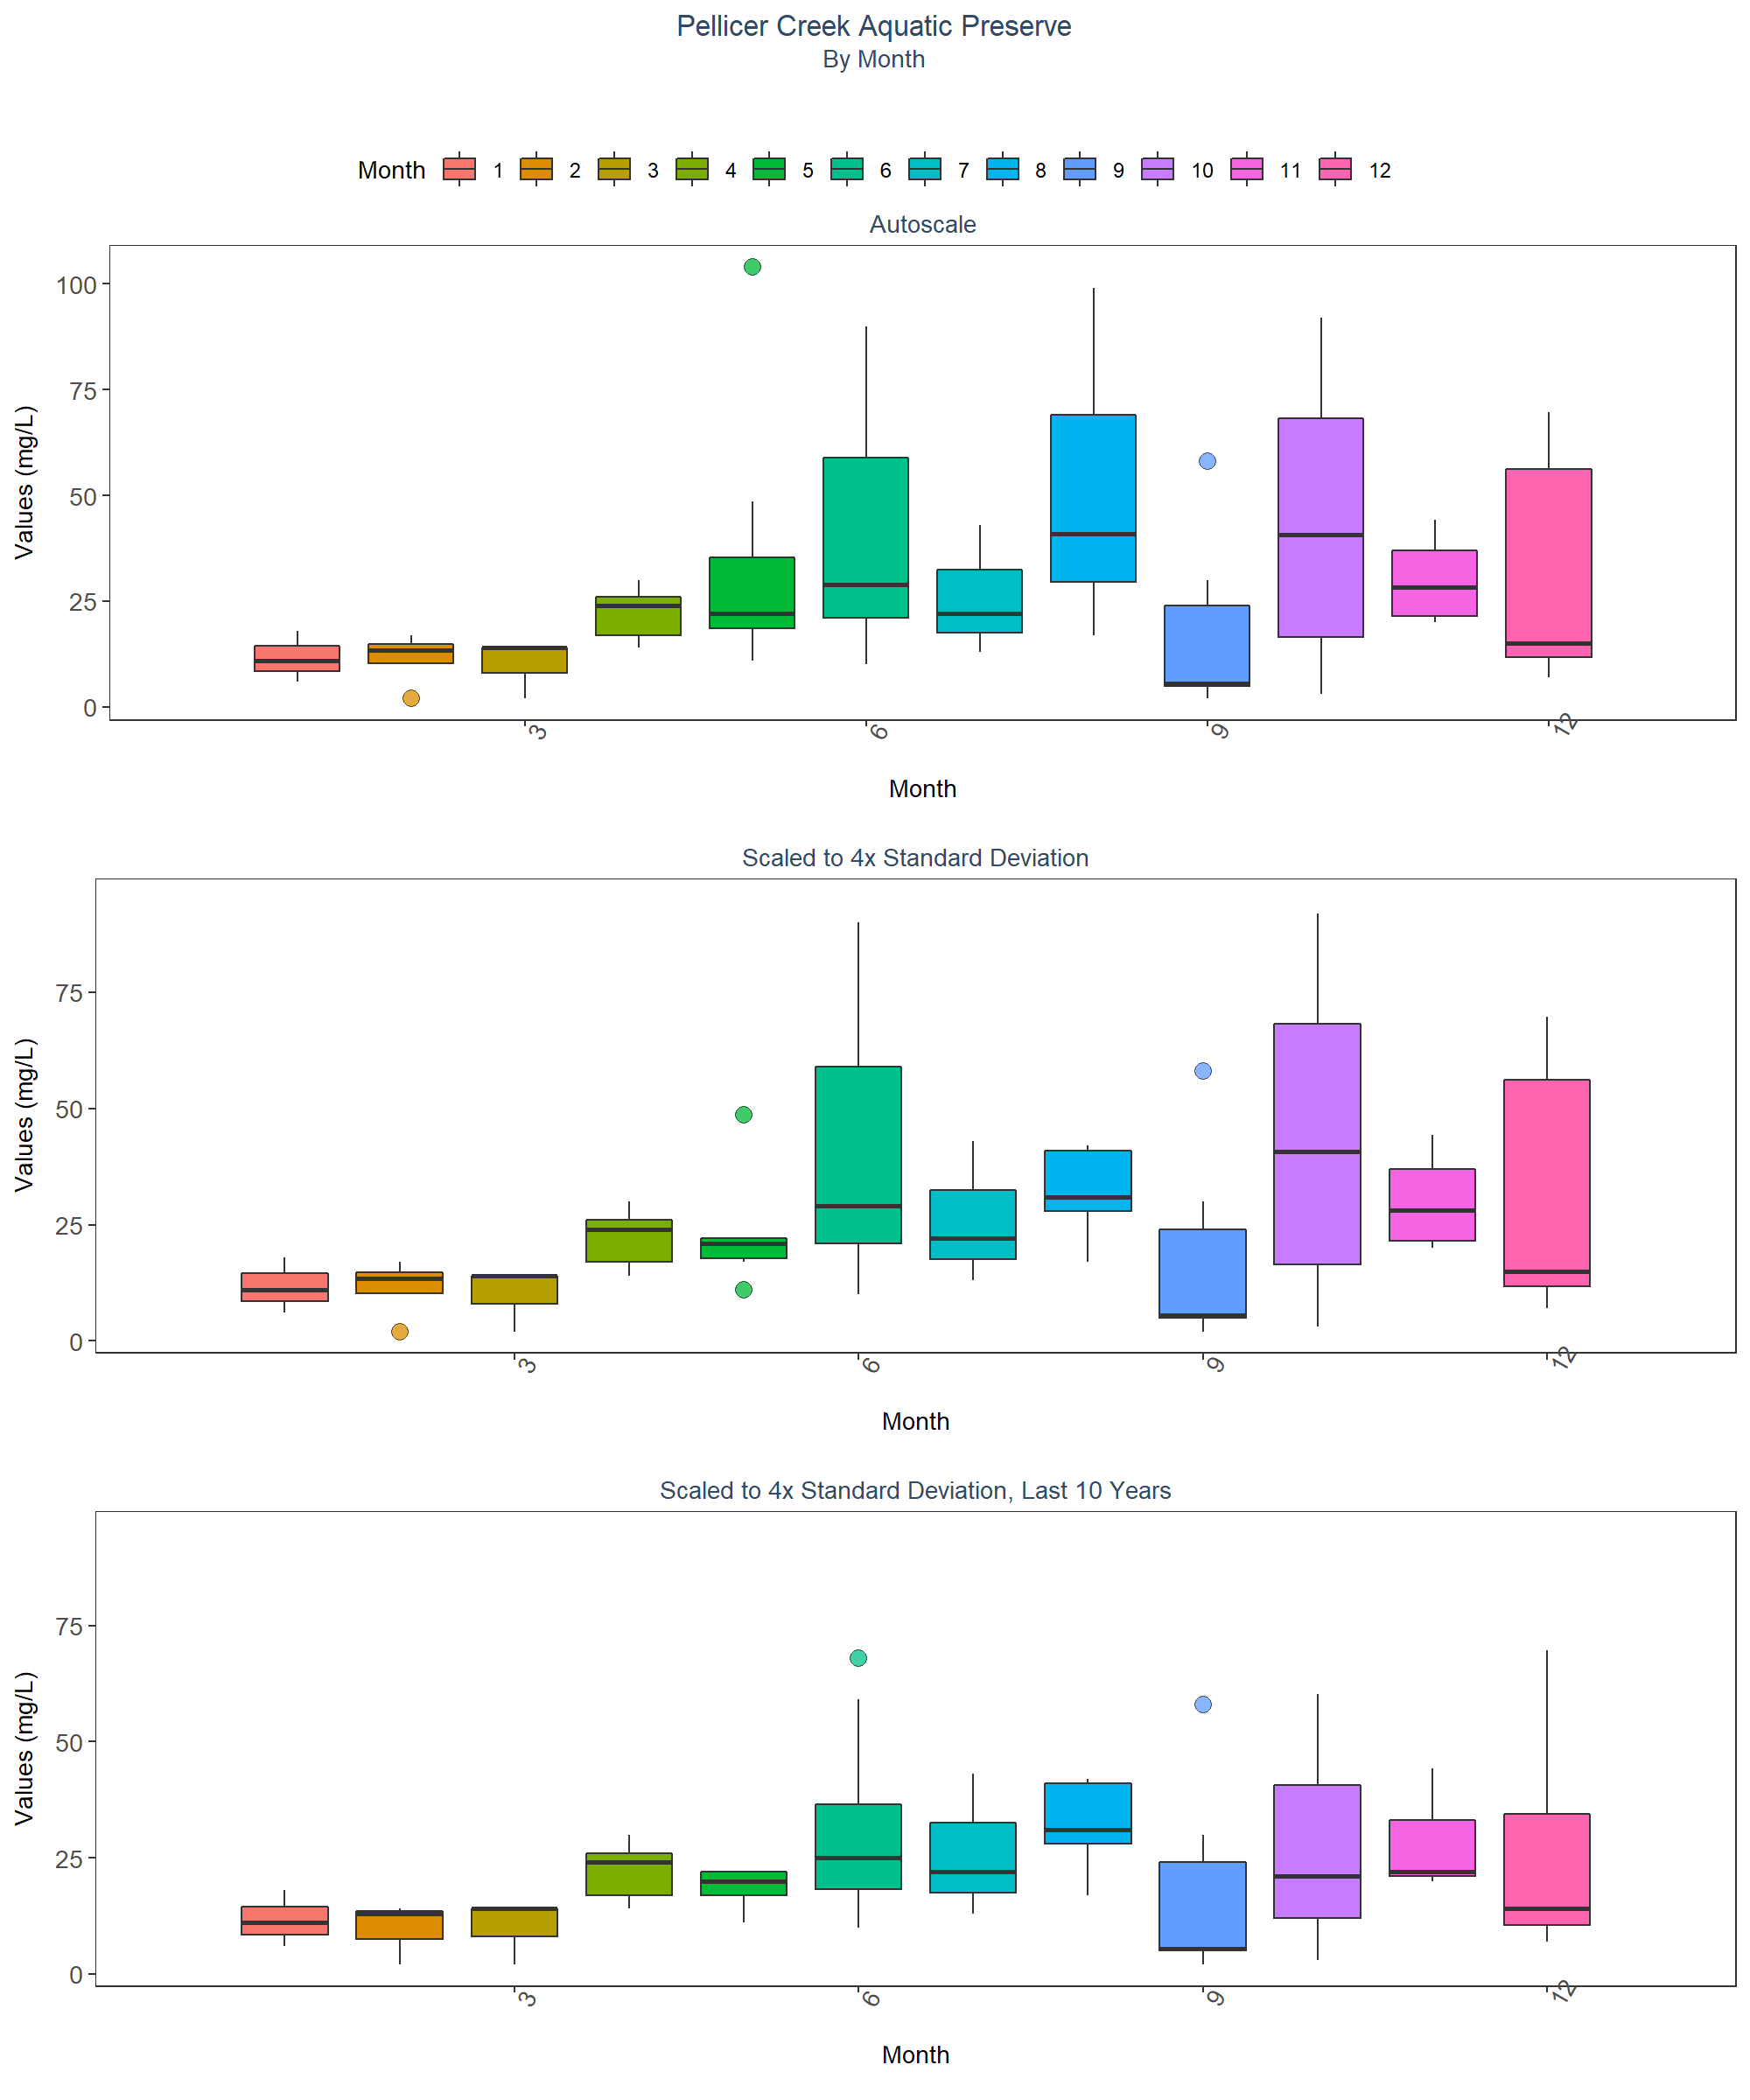 Pellicer Creek Aquatic Preserve
By Month
Month 1 2 3 4 5 6 7 8 9 10 11 12
Autoscale
Values (mg/L)
100
75
50
25
0
3 6 9 12
Month
Scaled to 4x Standard Deviation
Values (mg/L)
75
50
25
0
3 6 9 12
Month
Scaled to 4x Standard Deviation, Last 10 Years
Values (mg/L)
75
50
25
0
3 6 9 12
Month